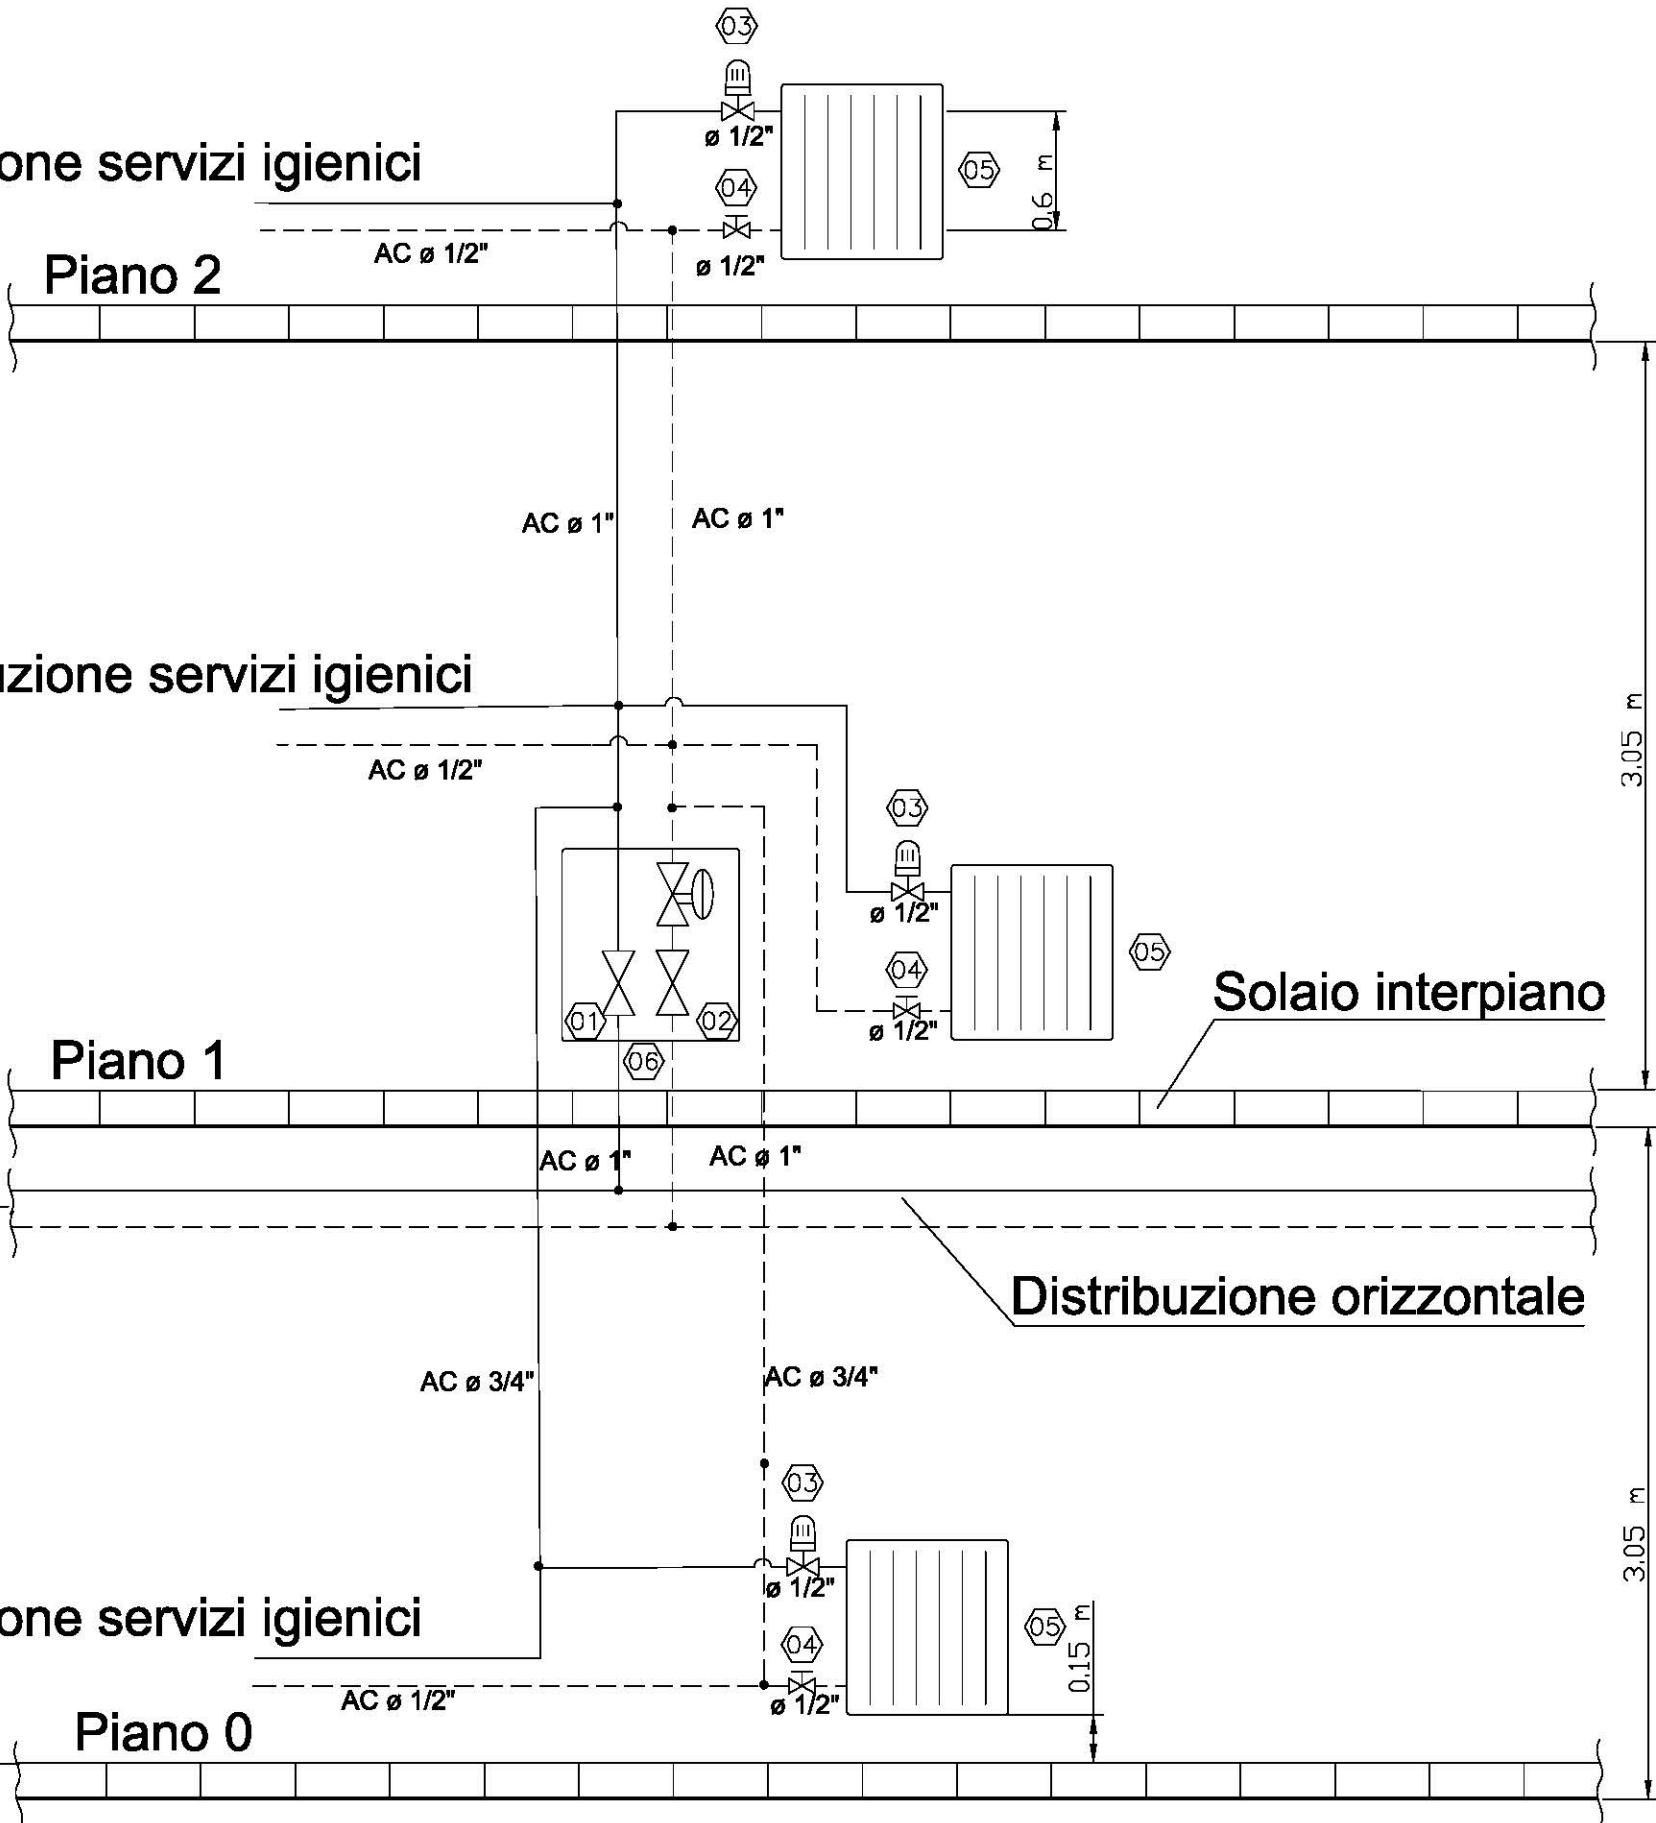 03
ø 1/2"
one servizi igienici
04
05
0.6 m
AC ø 1/2"
ø 1/2"
Piano 2
AC ø 1"
AC ø 1"
uzione servizi igienici
3.05 m
AC ø 1/2"
03
ø 1/2"
05
04
Solaio interpiano
01
02
ø 1/2"
Piano 1
06
AC ø 1"
AC ø 1"
Distribuzione orizzontale
AC ø 3/4"
AC ø 3/4"
03
3.05 m
ø 1/2"
one servizi igienici
05
04
0.15 m
AC ø 1/2"
ø 1/2"
Piano 0